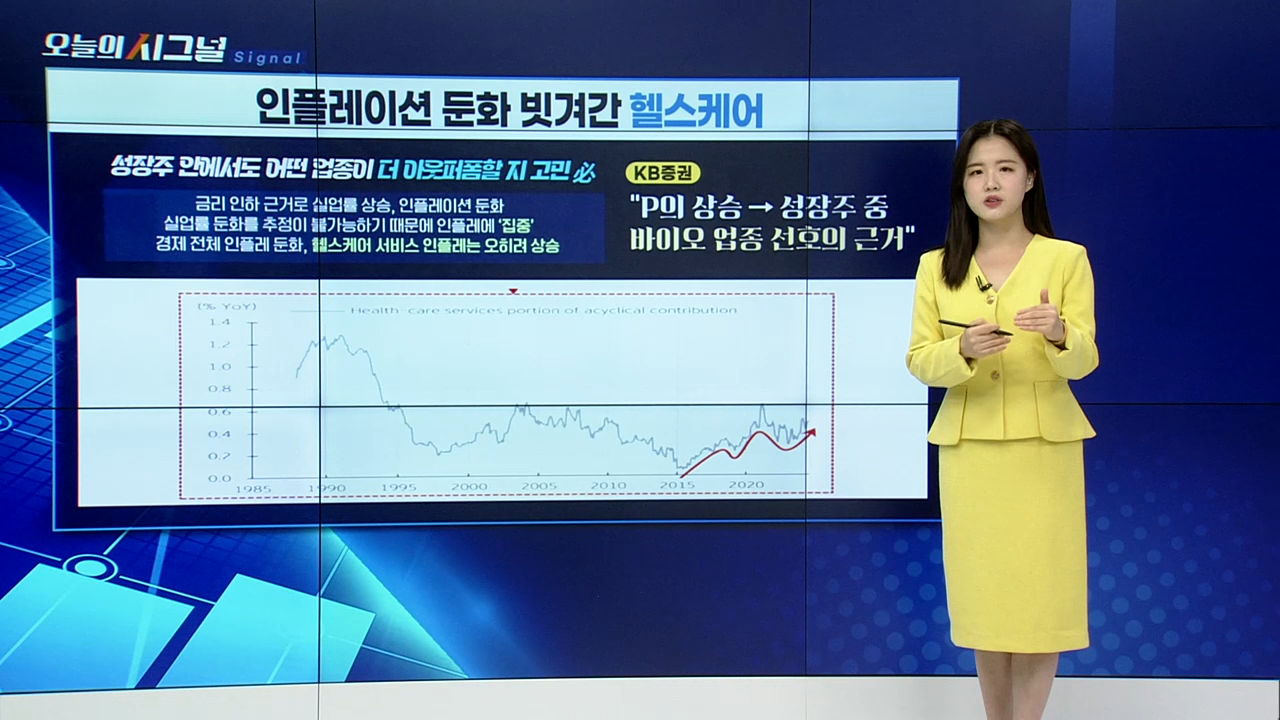 오늘의 시그널 Signal
인플레이션 둔화 빗겨간 헬스케어
성장주 안에서도 어떤 업종이 더 아웃퍼폼할 지 고민 必
금리 인하 근거로 실업률 상승, 인플레이션 둔화
실업률 둔화를 추정이 불가능하기 때문에 인플레에 '집중'
경제 전체 인플레 둔화, 헬스케어 서비스 인플레는 오히려 상승
KB증권
"P의 상승 → 성장주 중
바이오 업종 선호의 근거"
(% YoY)
Health-care services portion of acyclical contribution
1.4
1.2
1.0
0.8
0.6
0.4
0.2
0.0
1985 1990 1995 2000 2005 2010 2015 2020